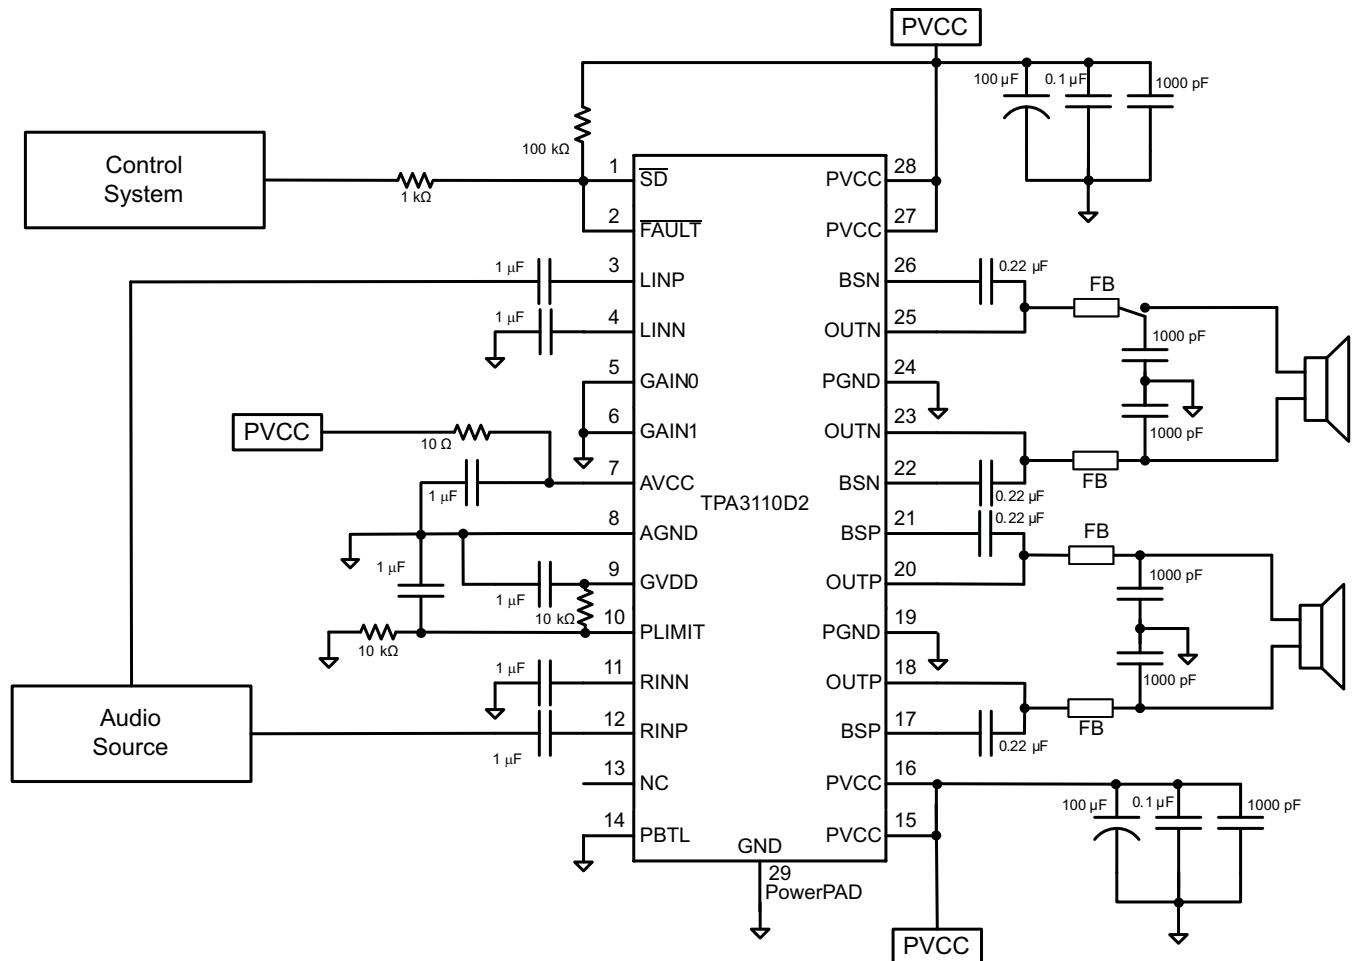 PVCC
100 µF
0.1 µF
1000 pF
Control
System
100 kΩ
1 kΩ
1
SD
PVCC
28
2
FAULT
PVCC
27
1 µF
3
LINP
BSN
26
0.22 µF
FB
1 µF
4
LINN
OUTN
25
1000 pF
5
GAIN0
PGND
24
PVCC
10 Ω
6
GAIN1
OUTN
23
1000 pF
1 µF
7
AVCC
TPA3110D2
BSN
22
0.22 µF
FB
8
AGND
BSP
21
0.22 µF
FB
1 µF
1 µF
9
GVDD
OUTP
20
1000 pF
10 kΩ
10 kΩ
10
PLIMIT
PGND
19
1 µF
11
RINN
OUTP
18
1000 pF
Audio
Source
1 µF
12
RINP
BSP
17
0.22 µF
FB
13
NC
PVCC
16
100 µF
0.1 µF
1000 pF
14
PBTL
PVCC
15
GND
29
PowerPAD
PVCC